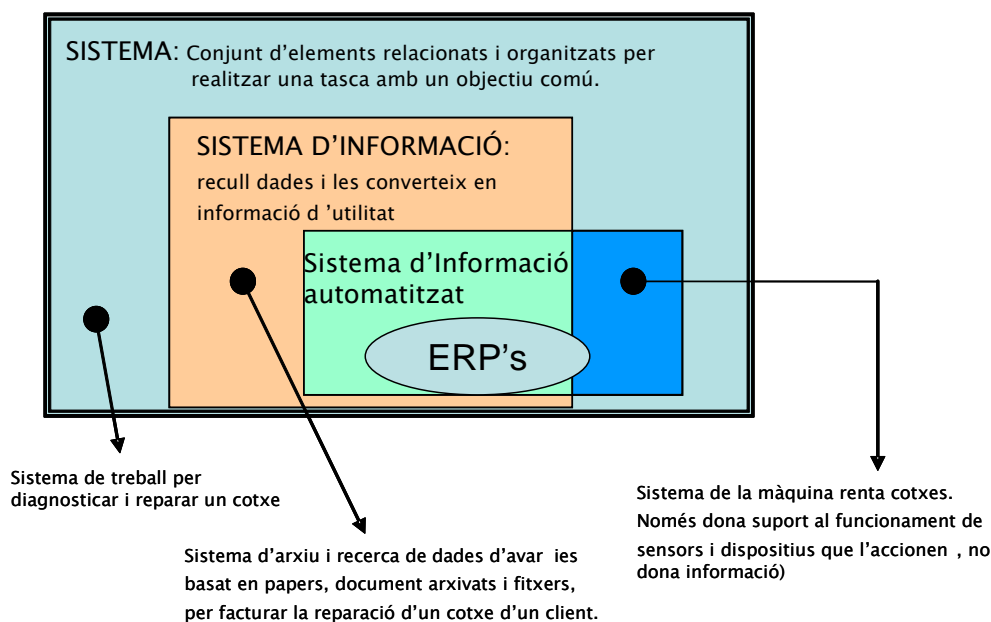 SISTEMA: Conjunt d’elements relacionats i organitzats per
realitzar una tasca amb un objectiu comú.
SISTEMA D’INFORMACIÓ:
recull dades i les converteix en
informació d ’utilitat
Sistema d’Informació
automatitzat
ERP’s
Sistema de treball per
diagnosticar i reparar un cotxe
Sistema d’arxiu i recerca de dades d’avar ies
basat en papers, document arxivats i fitxers,
per facturar la reparació d’un cotxe d’un client.
Sistema de la màquina renta cotxes.
Només dona suport al funcionament de
sensors i dispositius que l’accionen , no
dona informació)